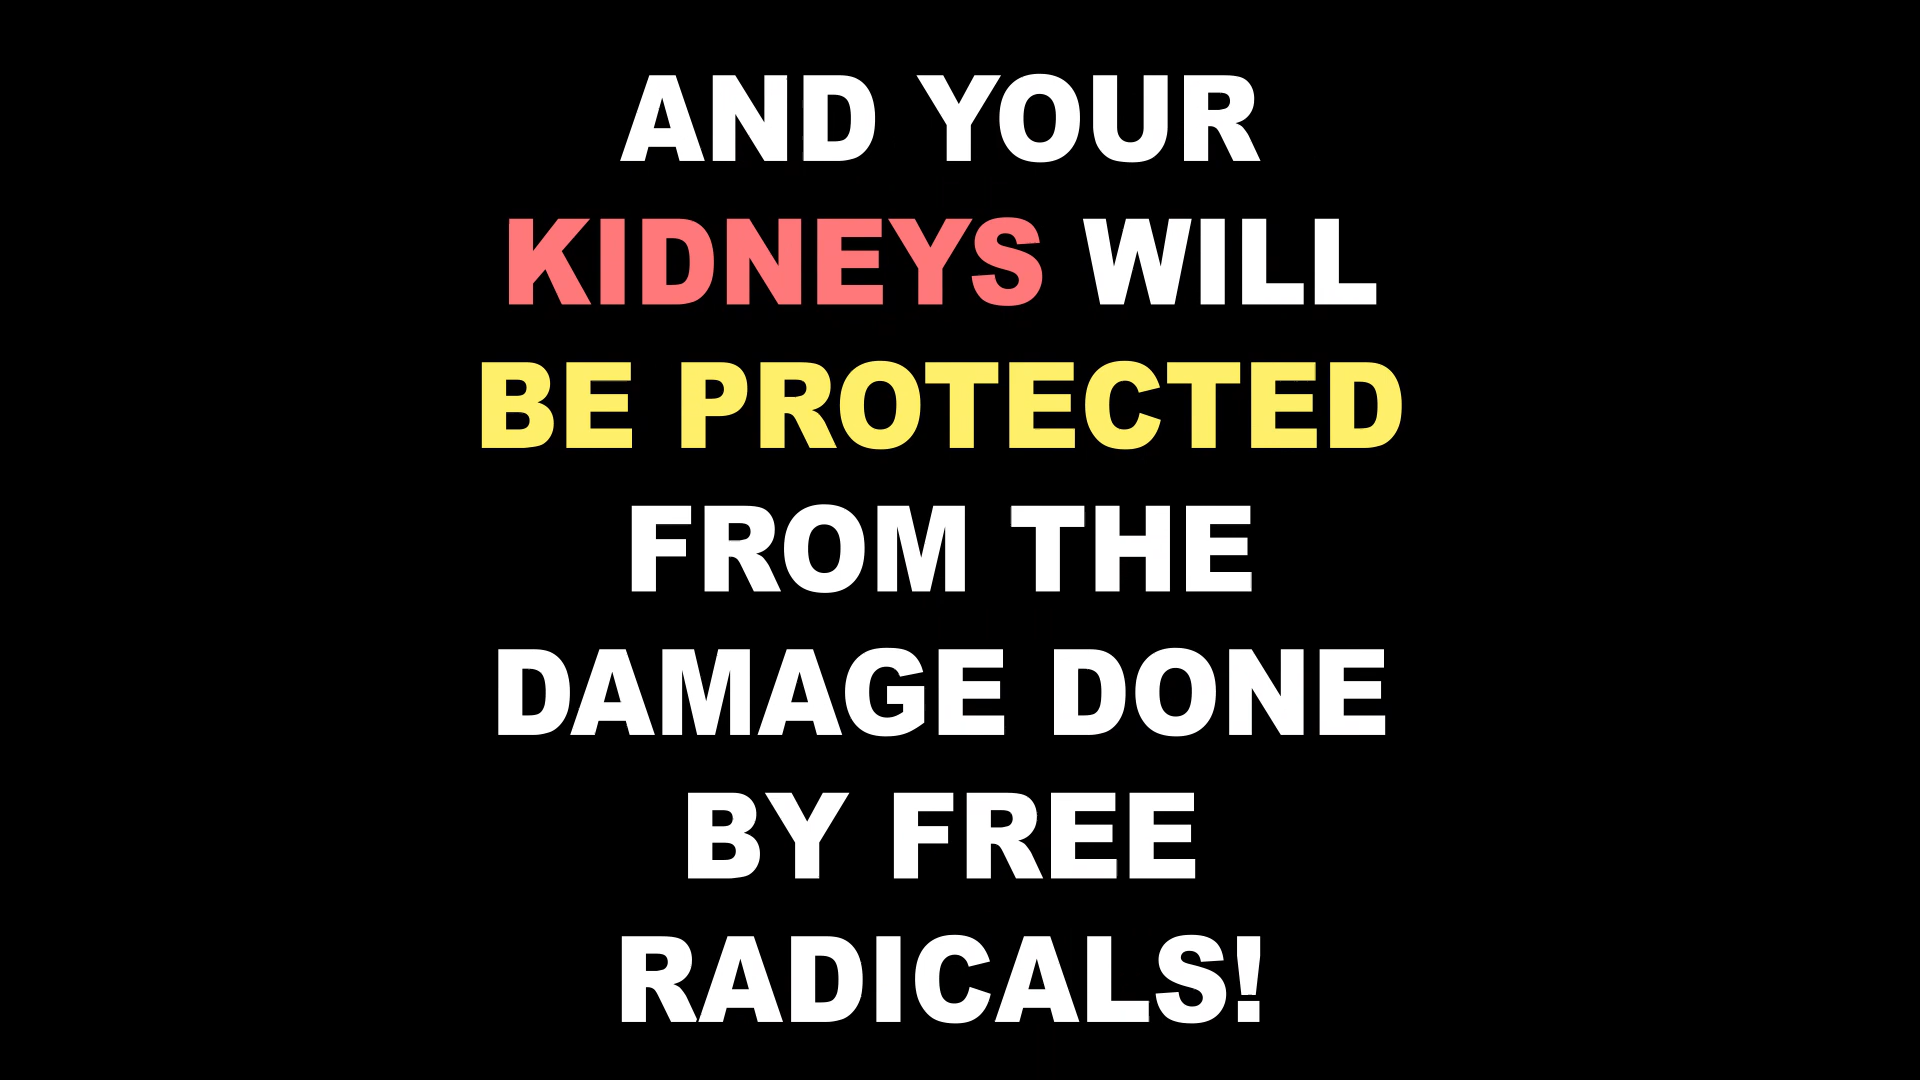 AND YOUR
KIDNEYS WILL
BE PROTECTED
FROM THE
DAMAGE DONE
BY FREE
RADICALS!